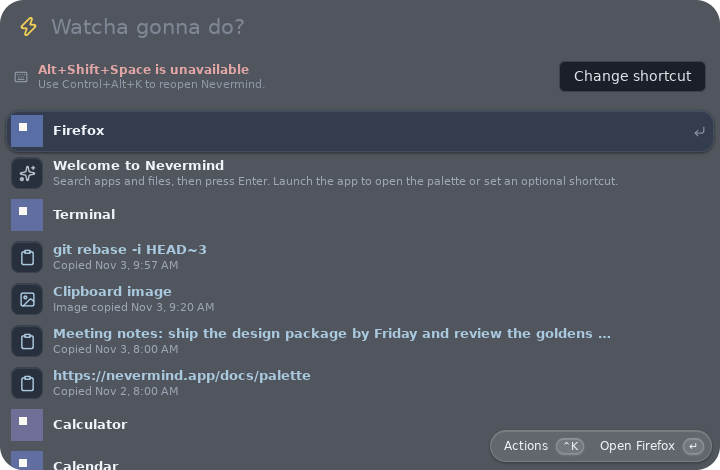 Watcha gonna do?
Alt+Shift+Space is unavailable
Use Control+Alt+K to reopen Nevermind.
Change shortcut
Firefox
Welcome to Nevermind
Search apps and files, then press Enter. Launch the app to open the palette or set an optional shortcut.
Terminal
git rebase -i HEAD~3
Copied Nov 3, 9:57 AM
Clipboard image
Image copied Nov 3, 9:20 AM
Meeting notes: ship the design package by Friday and review the goldens ...
Copied Nov 3, 8:00 AM
https://nevermind.app/docs/palette
Copied Nov 2, 8:00 AM
Calculator
Actions ^K Open Firefox ↵
Calendar